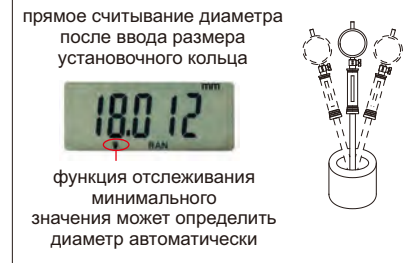 прямое считывание диаметра
после ввода размера
установочного кольца
mm
18.012
RAN
функция отслеживания
минимального
значения может определить
диаметр автоматически